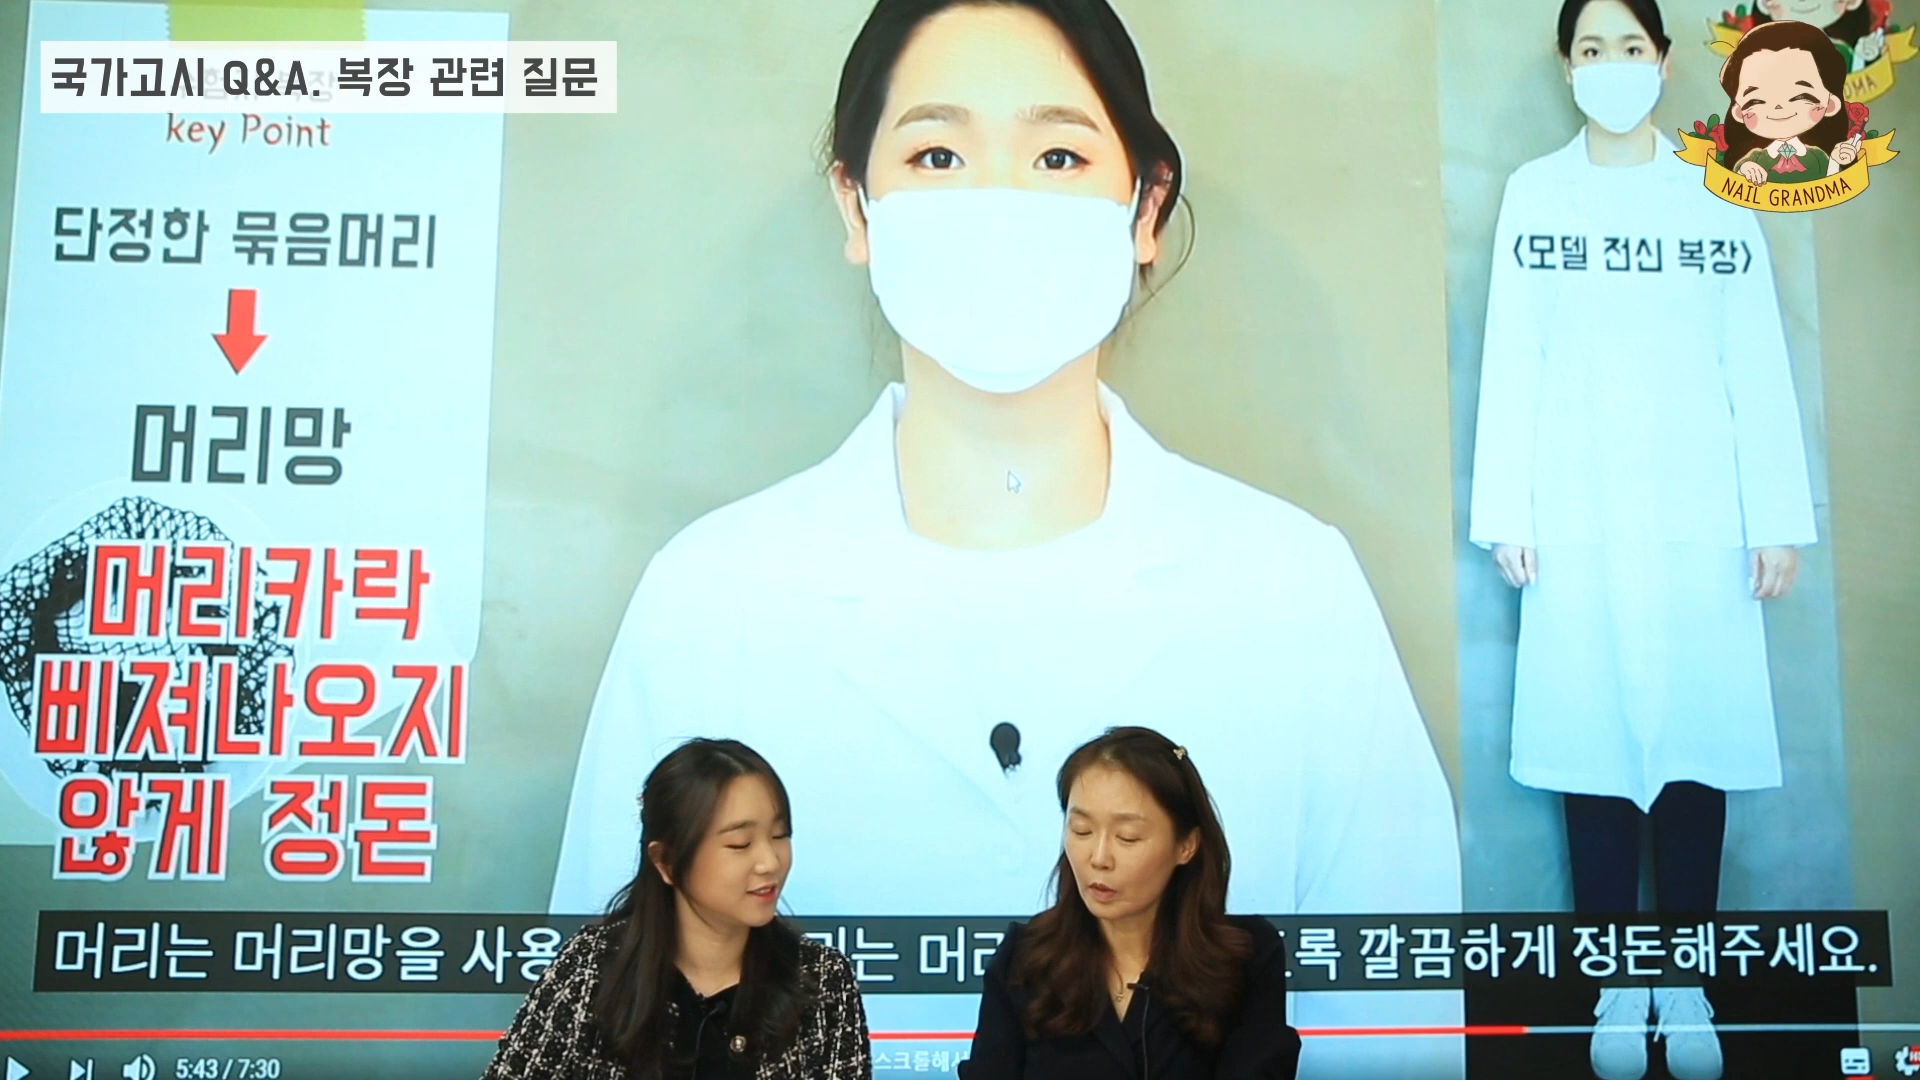 국가고시 Q&A. 복장 관련 질문
key Point
단정한 묶음머리
머리망
머리카락
삐져나오지
않게 정돈
<모델 전신 복장>
NAIL GRANDMA
머리는 머리망을 사용
는 머리
록 깔끔하게 정돈해주세요.
5:43 / 7:30